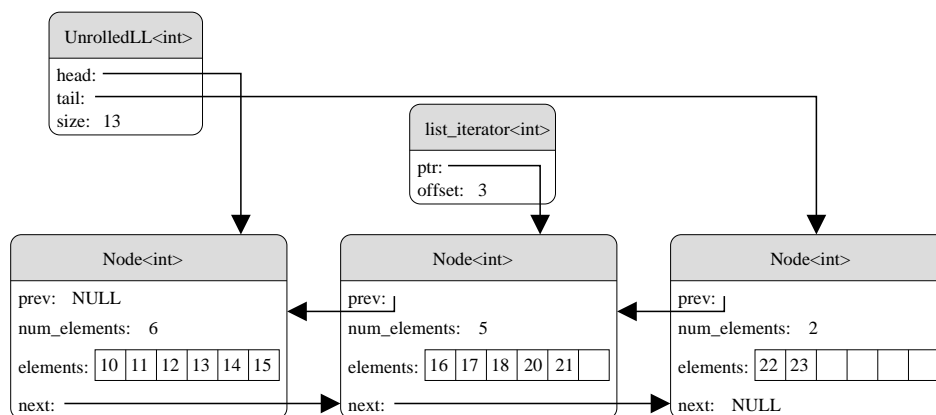 UnrolledLL<int>
head:
tail:
size: 13
list_iterator<int>
ptr:
offset: 3
Node<int>
prev: NULL
num_elements: 6
elements: 10 11 12 13 14 15
next:
Node<int>
prev:
num_elements: 5
elements: 16 17 18 20 21
next:
Node<int>
prev:
num_elements: 2
elements: 22 23
next: NULL